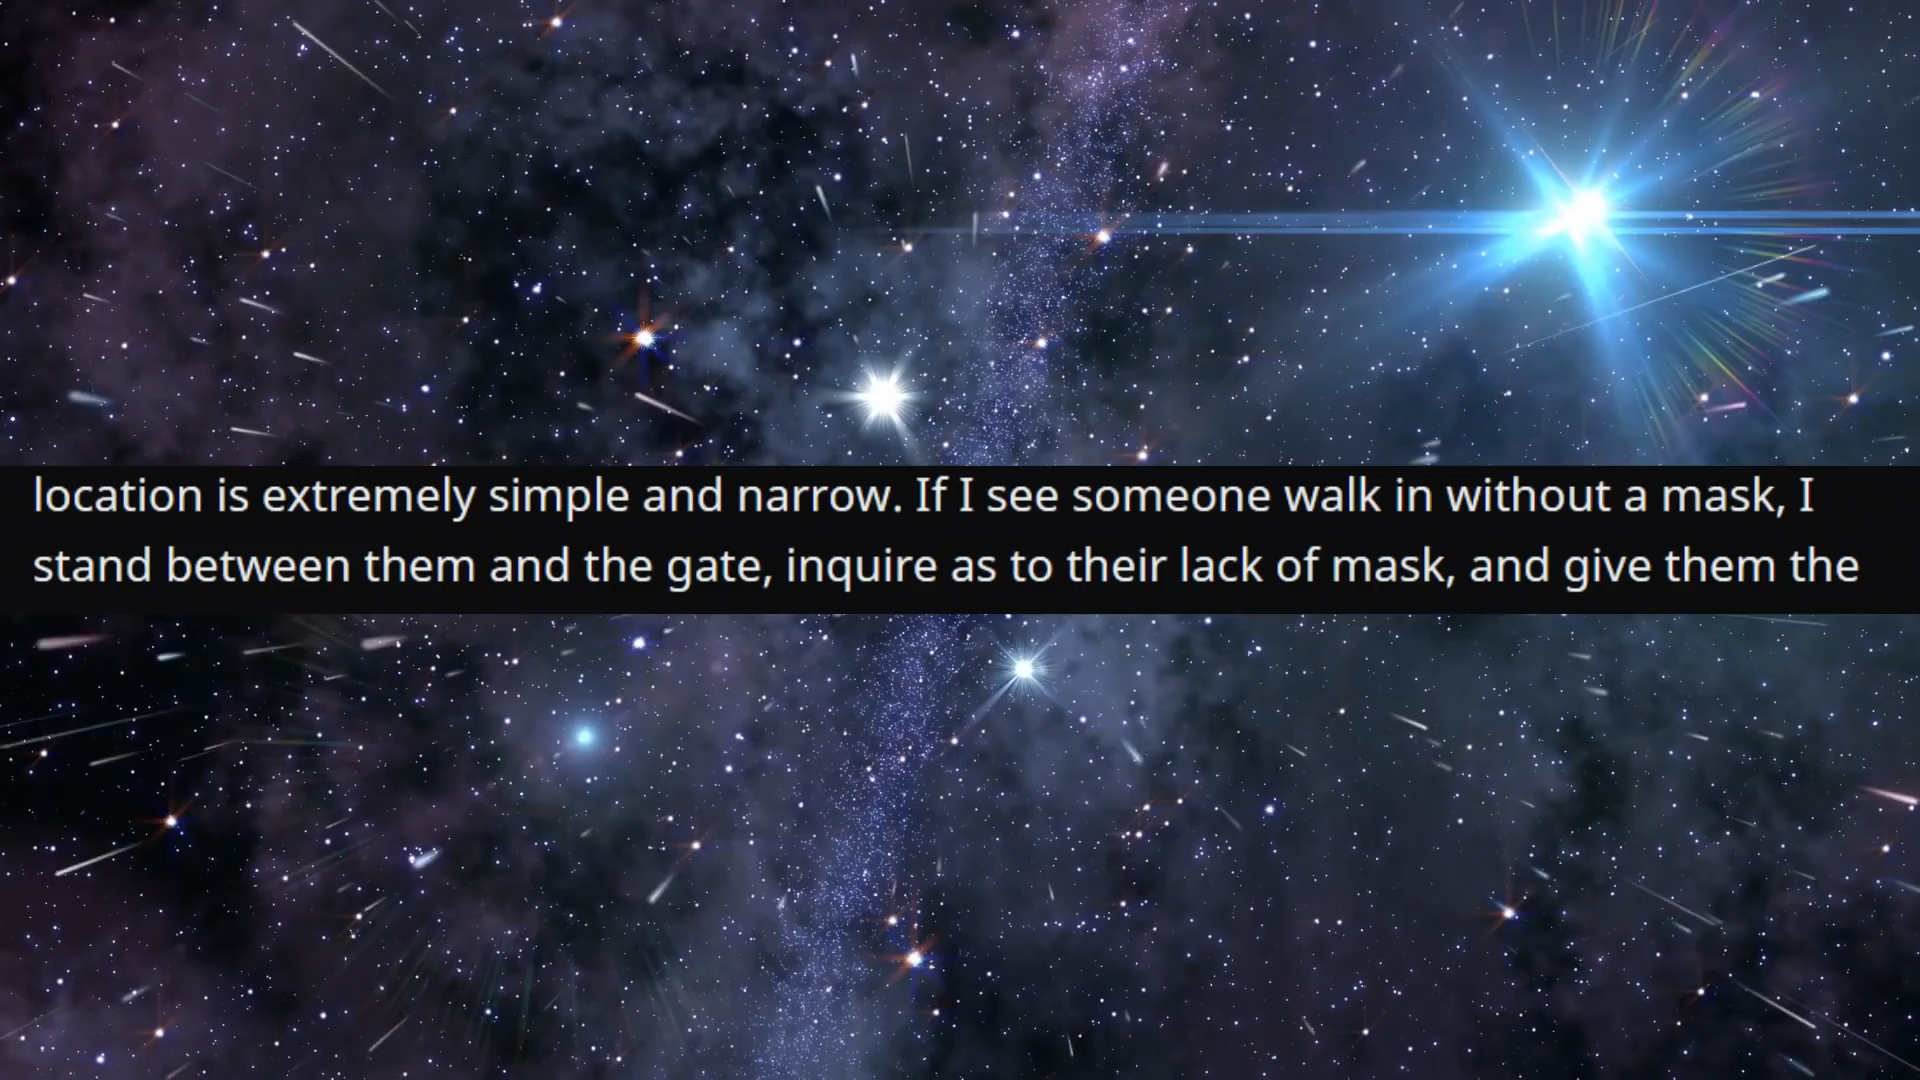 location is extremely simple and narrow. If I see someone walk in without a mask, I
stand between them and the gate, inquire as to their lack of mask, and give them the